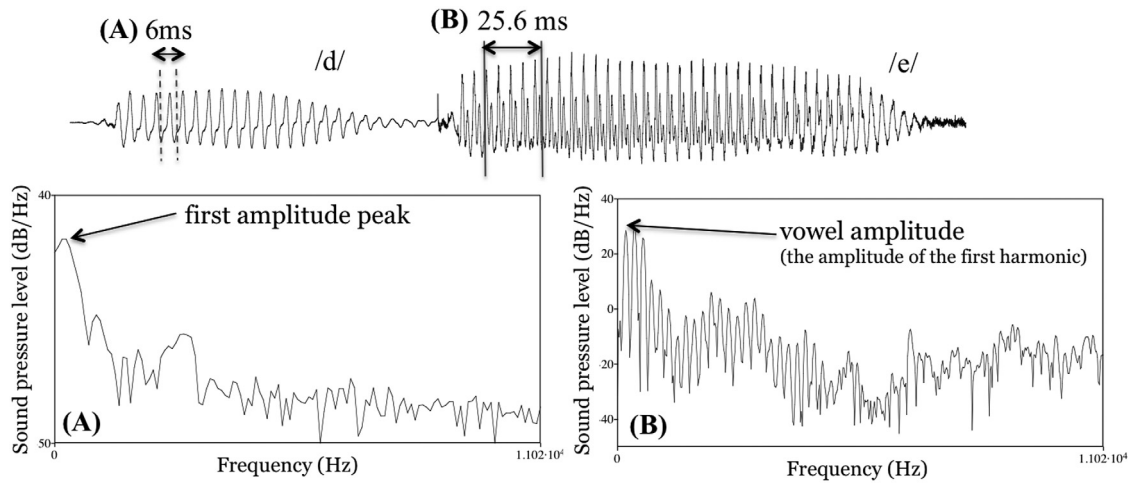 (A)
6ms
(B)
25.6 ms
/d/
/e/
Sound pressure level (dB/Hz)
40
first amplitude peak
(A)
50
0
Frequency (Hz)
1.102·10⁴
Sound pressure level (dB/Hz)
40
20
0
-20
-40
vowel amplitude
(the amplitude of the first harmonic)
(B)
0
Frequency (Hz)
1.102·10⁴